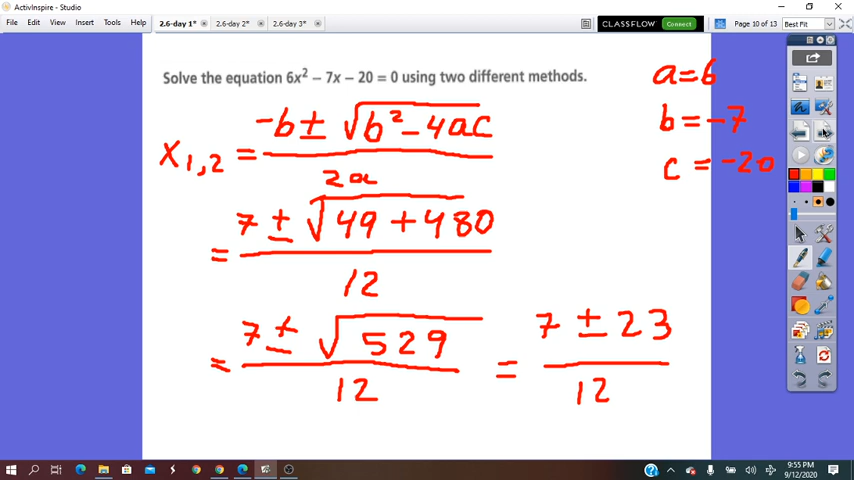 ActivInspire - Studio
File Edit View Insert Tools Help
2.6-day 1* 2.6-day 2* 2.6-day 3*
CLASSFLOW Connect
Page 10 of 13 Best Fit
Solve the equation 6x² − 7x − 20 = 0 using two different methods.
a=6
b=-7
c=-20
x₁,₂ = (-b ± √(b² - 4ac)) / 2a
= (7 ± √(49 + 480)) / 12
= (7 ± √529) / 12 = (7 ± 23) / 12
9:55 PM
9/12/2020